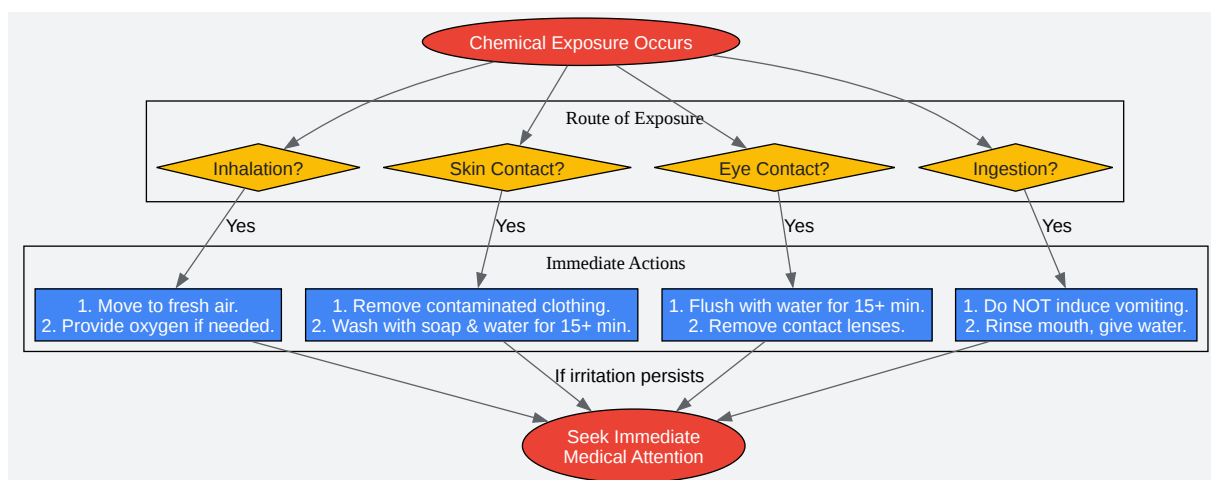 Chemical Exposure Occurs
Route of Exposure
Inhalation?
Skin Contact?
Eye Contact?
Ingestion?
Yes
Yes
Yes
Yes
Immediate Actions
1. Move to fresh air.
2. Provide oxygen if needed.
1. Remove contaminated clothing.
2. Wash with soap & water for 15+ min.
1. Flush with water for 15+ min.
2. Remove contact lenses.
1. Do NOT induce vomiting.
2. Rinse mouth, give water.
If irritation persists
Seek Immediate
Medical Attention